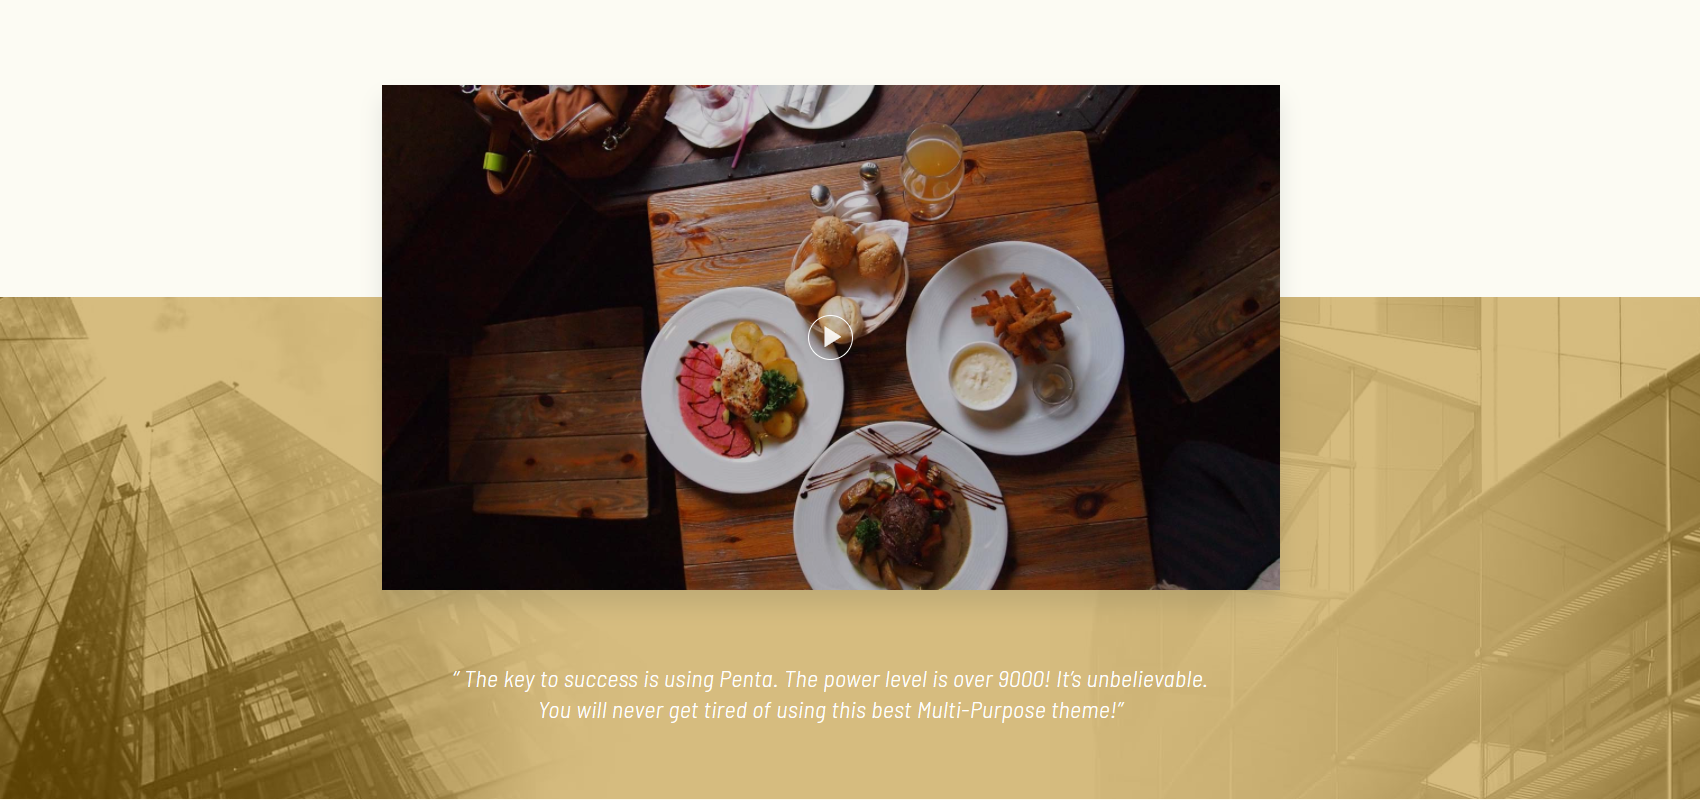 “ The key to success is using Penta. The power level is over 9000! It’s unbelievable.
You will never get tired of using this best Multi-Purpose theme!”